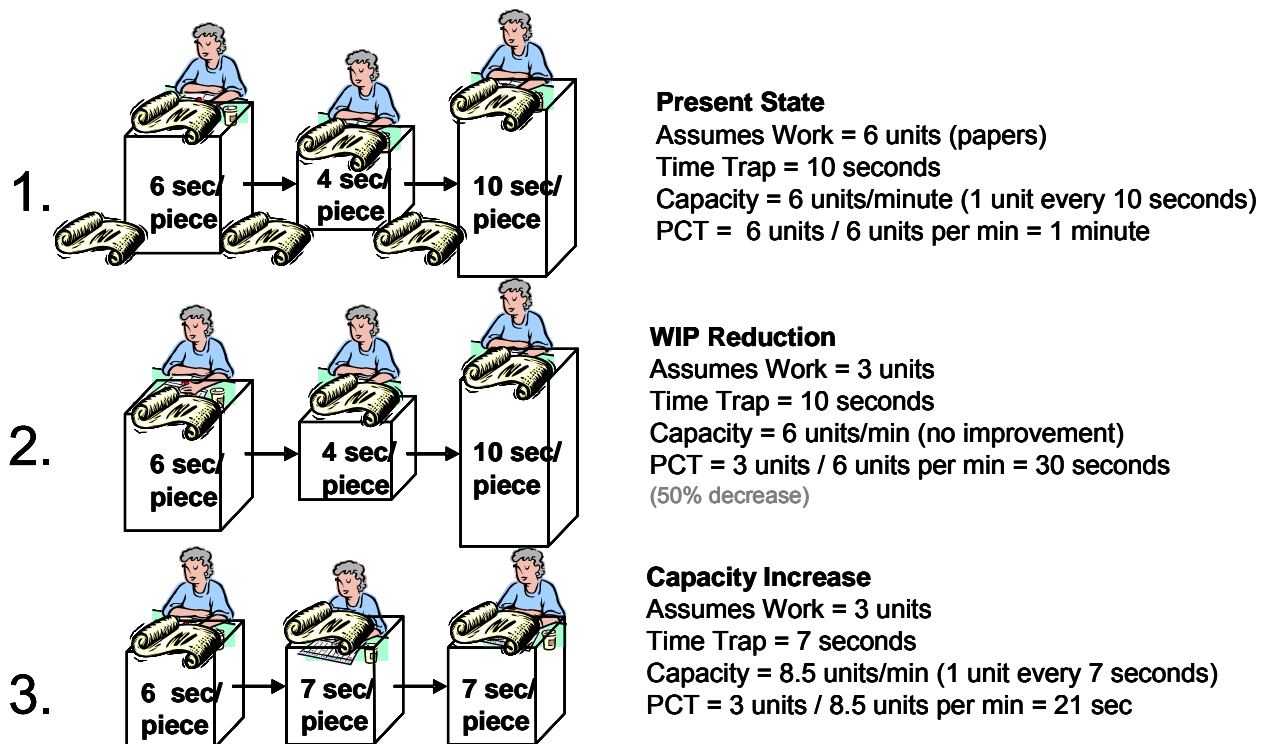 1.
6 sec/
piece
4 sec/
piece
10 sec/
piece
Present State
Assumes Work = 6 units (papers)
Time Trap = 10 seconds
Capacity = 6 units/minute (1 unit every 10 seconds)
PCT =  6 units / 6 units per min = 1 minute
2.
6 sec/
piece
4 sec/
piece
10 sec/
piece
WIP Reduction
Assumes Work = 3 units
Time Trap = 10 seconds
Capacity = 6 units/min (no improvement)
PCT = 3 units / 6 units per min = 30 seconds
(50% decrease)
3.
6  sec/
piece
7 sec/
piece
7 sec/
piece
Capacity Increase
Assumes Work = 3 units
Time Trap = 7 seconds
Capacity = 8.5 units/min (1 unit every 7 seconds)
PCT = 3 units / 8.5 units per min = 21 sec